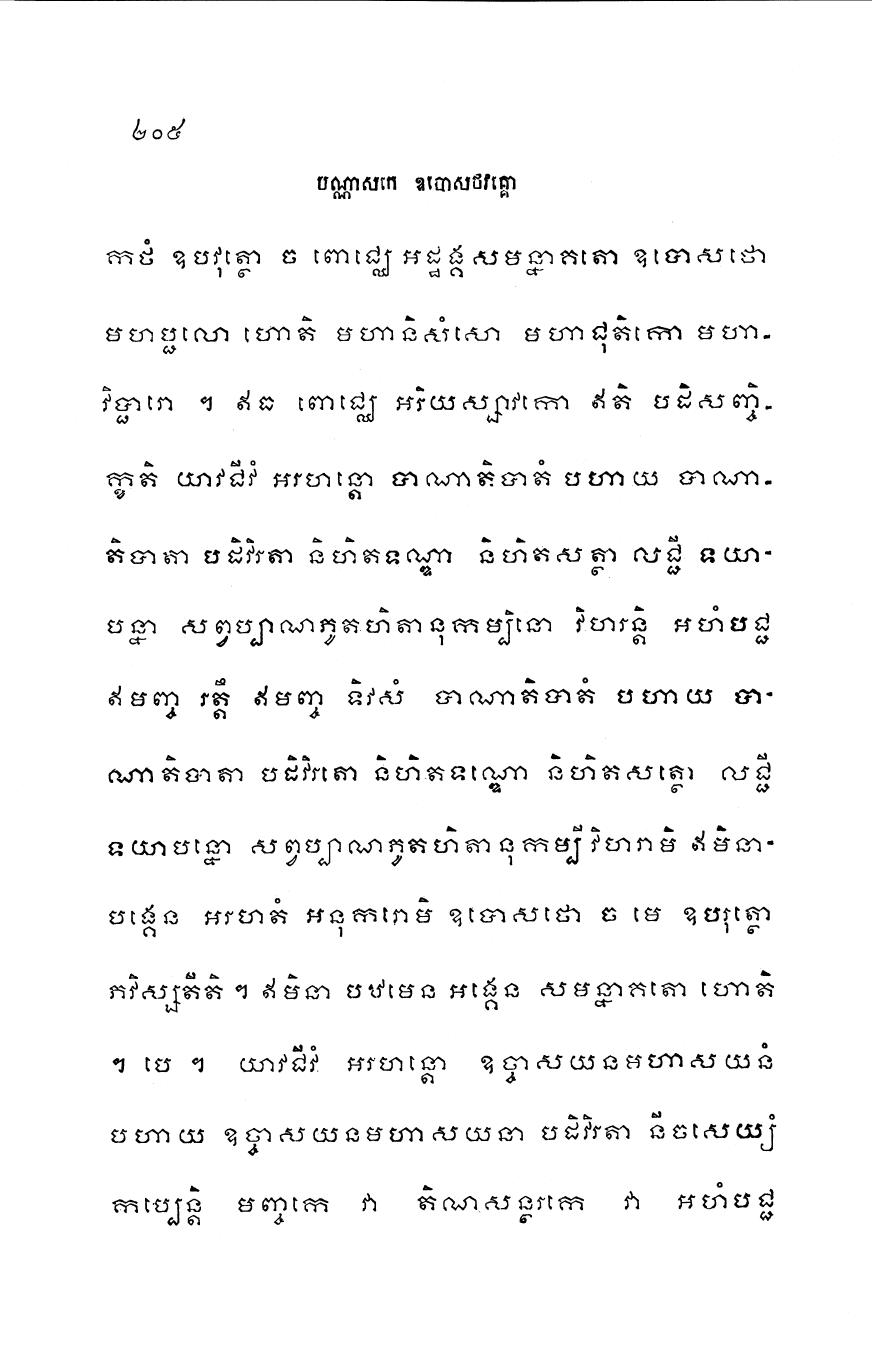 ២០៥
បណ្ណាសកេ ឧបោសថវគ្គោ
កថំ ឧបវុត្ថោ ច ពោជ្ឈេ អដ្ឋង្គសមន្នាគតោ ឧបោសថោ
មហប្ផលោ ហោតិ មហានិសំសោ មហាជុតិកោ មហា-
វិប្ផារោ ។ ឥធ ពោជ្ឈេ អរិយស្សាវកោ ឥតិ បដិសញ្ចិ-
ក្ខតិ យាវជីវំ អរហន្តោ បាណាតិបាតំ បហាយ បាណា-
តិបាតា បដិវិរតា និហិតទណ្ឌា និហិតសត្ថា លជ្ជី ទយា-
បន្នា សព្វប្បាណភូតហិតានុកម្បិនោ វិហរន្តិ អហំបជ្ជ
ឥមញ្ច រត្តឹ ឥមញ្ច ទិវសំ បាណាតិបាតំ បហាយ បា-
ណាតិបាតា បដិវិរតោ និហិតទណ្ឌោ និហិតសត្ថោ លជ្ជី
ទយាបន្នោ សព្វប្បាណភូតហិតានុកម្បី វិហរាមិ ឥមិនា-
បង្គេន អរហតំ អនុករោមិ ឧបោសថោ ច មេ ឧបវុត្ថោ
ភវិស្សតីតិ ។ ឥមិនា បឋមេន អង្គេន សមន្នាគតោ ហោតិ
។ បេ ។ យាវជីវំ អរហន្តោ ឧច្ចាសយនមហាសយនំ
បហាយ ឧច្ចាសយនមហាសយនា បដិវិរតា នីចសេយ្យំ
កប្បេន្តិ មញ្ចកេ វា តិណសន្ថរកេ វា អហំបជ្ជ